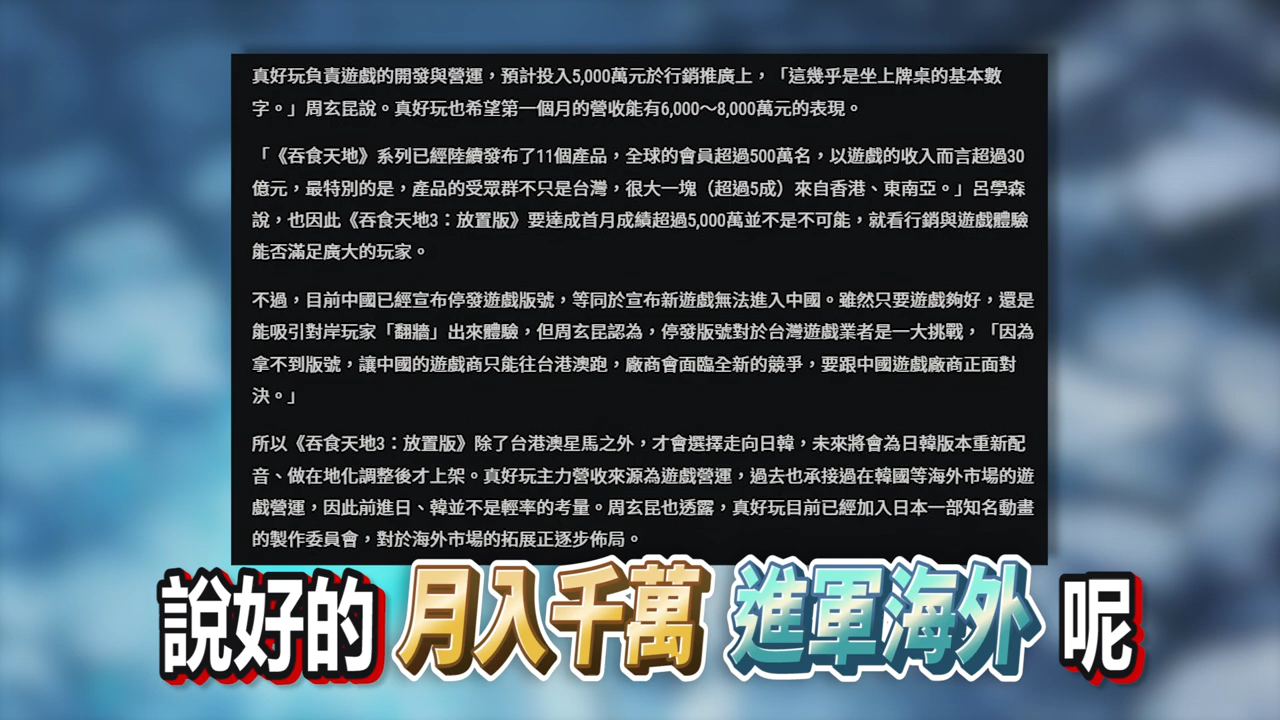 真好玩負責遊戲的開發與營運，預計投入5,000萬元於行銷推廣上，「這幾乎是坐上牌桌的基本數
字。」周玄昆說。真好玩也希望第一個月的營收能有6,000～8,000萬元的表現。
「《吞食天地》系列已經陸續發布了11個產品，全球的會員超過500萬名，以遊戲的收入而言超過30
億元，最特別的是，產品的受眾群不只是台灣，很大一塊（超過5成）來自香港、東南亞。」呂學森
說，也因此《吞食天地3：放置版》要達成首月成績超過5,000萬並不是不可能，就看行銷與遊戲體驗
能否滿足廣大的玩家。
不過，目前中國已經宣布停發遊戲版號，等同於宣布新遊戲無法進入中國。雖然只要遊戲夠好，還是
能吸引對岸玩家「翻牆」出來體驗，但周玄昆認為，停發版號對於台灣遊戲業者是一大挑戰，「因為
拿不到版號，讓中國的遊戲商只能往台港澳跑，廠商會面臨全新的競爭，要跟中國遊戲廠商正面對
決。」
所以《吞食天地3：放置版》除了台港澳星馬之外，才會選擇走向日韓，未來將會為日韓版本重新配
音、做在地化調整後才上架。真好玩主力營收來源為遊戲營運，過去也承接過在韓國等海外市場的遊
戲營運，因此前進日、韓並不是輕率的考量。周玄昆也透露，真好玩目前已經加入日本一部知名動畫
的製作委員會，對於海外市場的拓展正逐步佈局。
說好的 月入千萬 進軍海外 呢